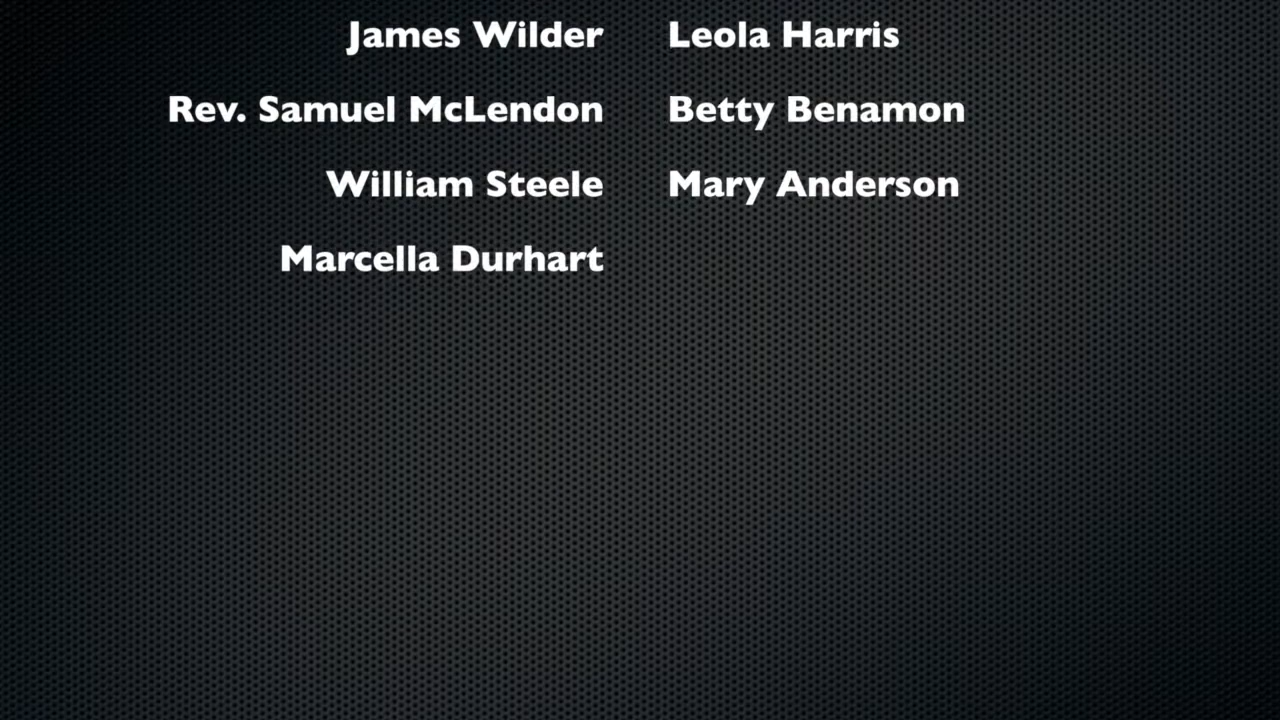 James Wilder Leola Harris
Rev. Samuel McLendon Betty Benamon
William Steele Mary Anderson
Marcella Durhart